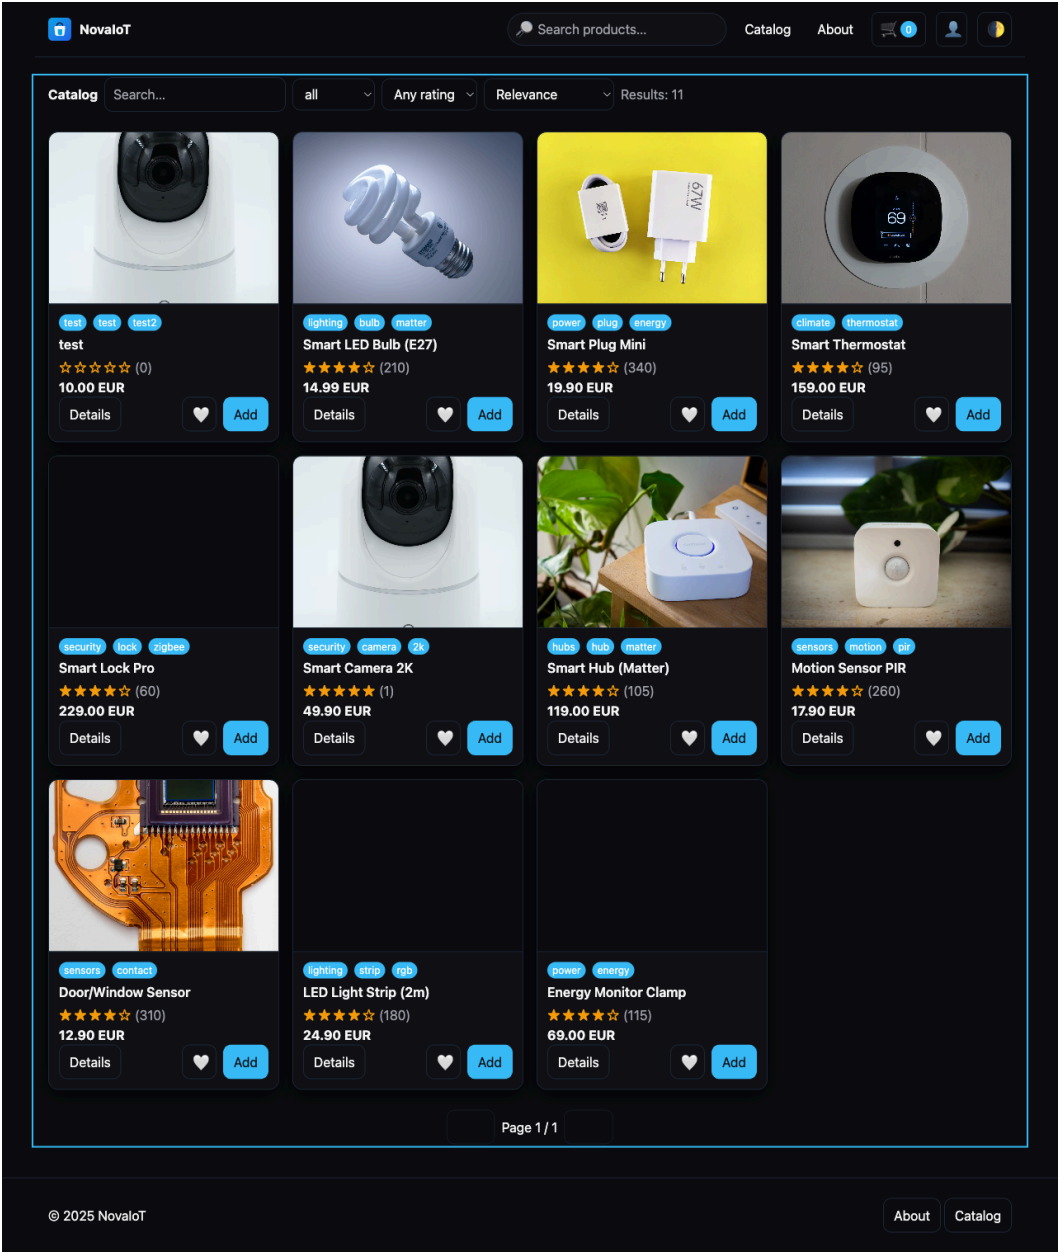 NovaIoT
Search products...
Catalog
About
0
Catalog
Search...
all
Any rating
Relevance
Results: 11
67W
69
test test test2
test
(0)
10.00 EUR
Details
Add
lighting bulb matter
Smart LED Bulb (E27)
(210)
14.99 EUR
Details
Add
power plug energy
Smart Plug Mini
(340)
19.90 EUR
Details
Add
climate thermostat
Smart Thermostat
(95)
159.00 EUR
Details
Add
security lock zigbee
Smart Lock Pro
(60)
229.00 EUR
Details
Add
security camera 2k
Smart Camera 2K
(1)
49.90 EUR
Details
Add
hubs hub matter
Smart Hub (Matter)
(105)
119.00 EUR
Details
Add
sensors motion pir
Motion Sensor PIR
(260)
17.90 EUR
Details
Add
sensors contact
Door/Window Sensor
(310)
12.90 EUR
Details
Add
lighting strip rgb
LED Light Strip (2m)
(180)
24.90 EUR
Details
Add
power energy
Energy Monitor Clamp
(115)
69.00 EUR
Details
Add
Page 1 / 1
© 2025 NovaIoT
About
Catalog